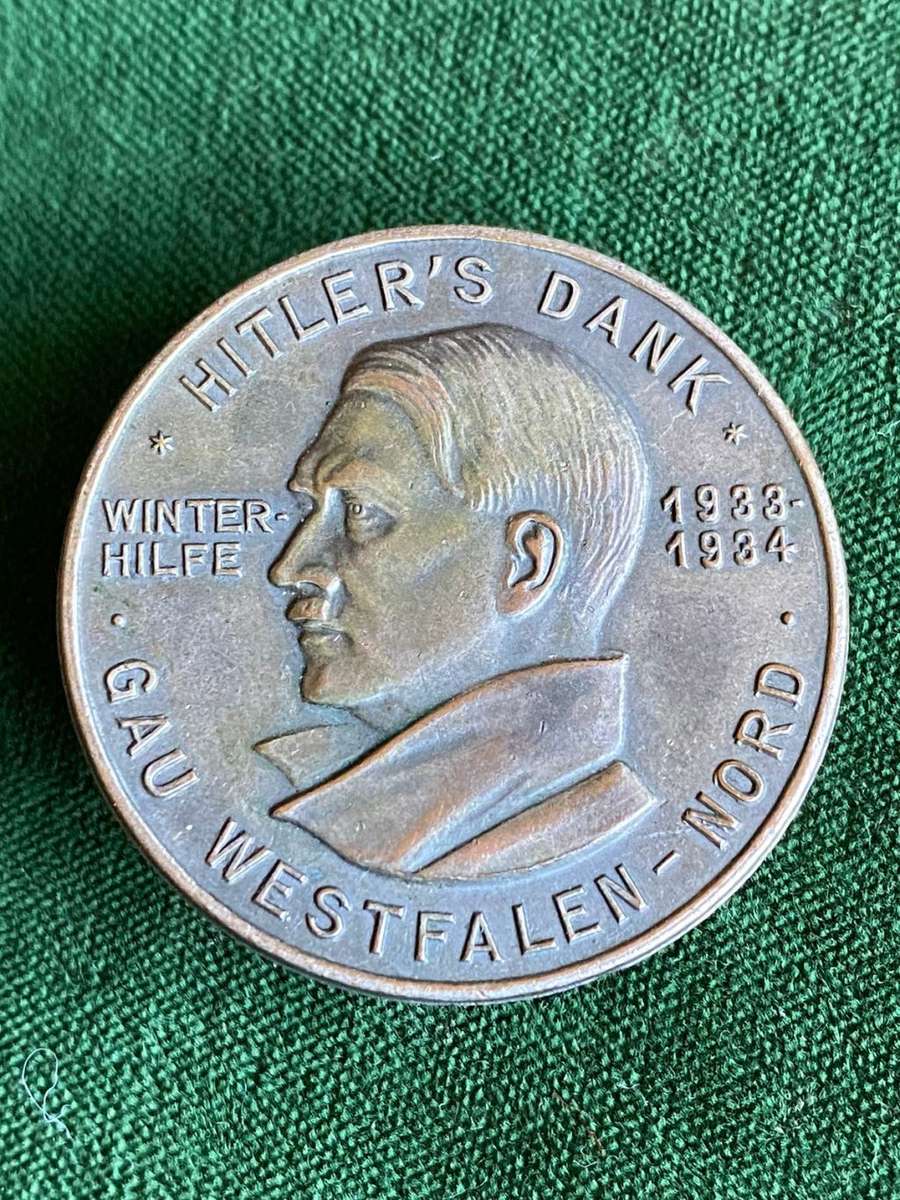 * HITLER'S DANK *
WINTER-
HILFE
1933-
1934
· GAU WESTFALEN-NORD ·